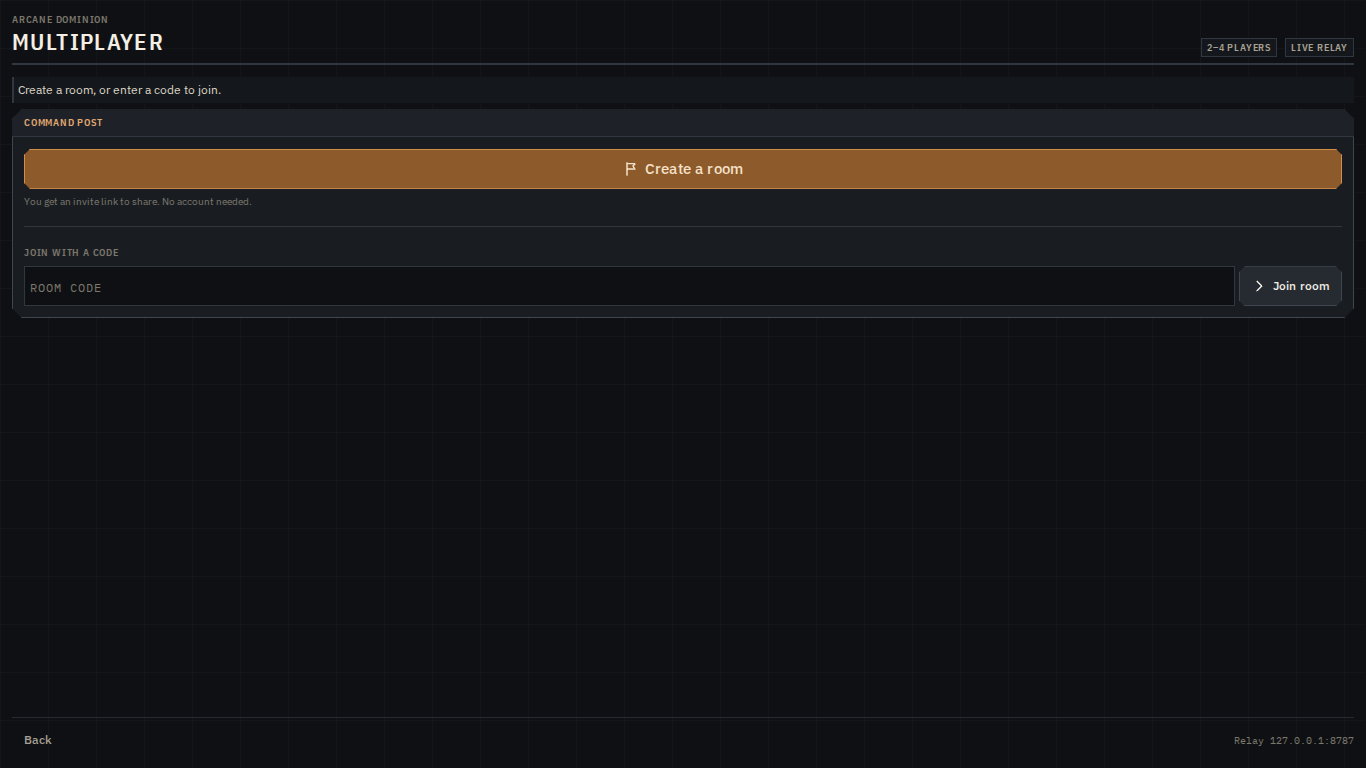 ARCANE DOMINION
MULTIPLAYER
2–4 PLAYERS
LIVE RELAY
Create a room, or enter a code to join.
COMMAND POST
Create a room
You get an invite link to share. No account needed.
JOIN WITH A CODE
ROOM CODE
Join room
Back
Relay 127.0.0.1:8787